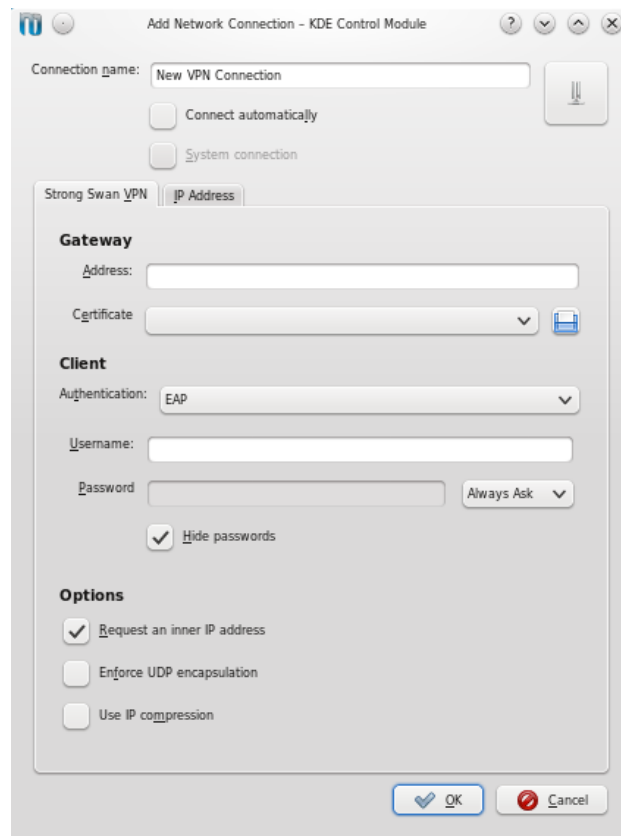 Add Network Connection – KDE Control Module
Connection name: New VPN Connection
Connect automatically
System connection
Strong Swan VPN IP Address
Gateway
Address:
Certificate
Client
Authentication: EAP
Username:
Password Always Ask
Hide passwords
Options
Request an inner IP address
Enforce UDP encapsulation
Use IP compression
OK Cancel